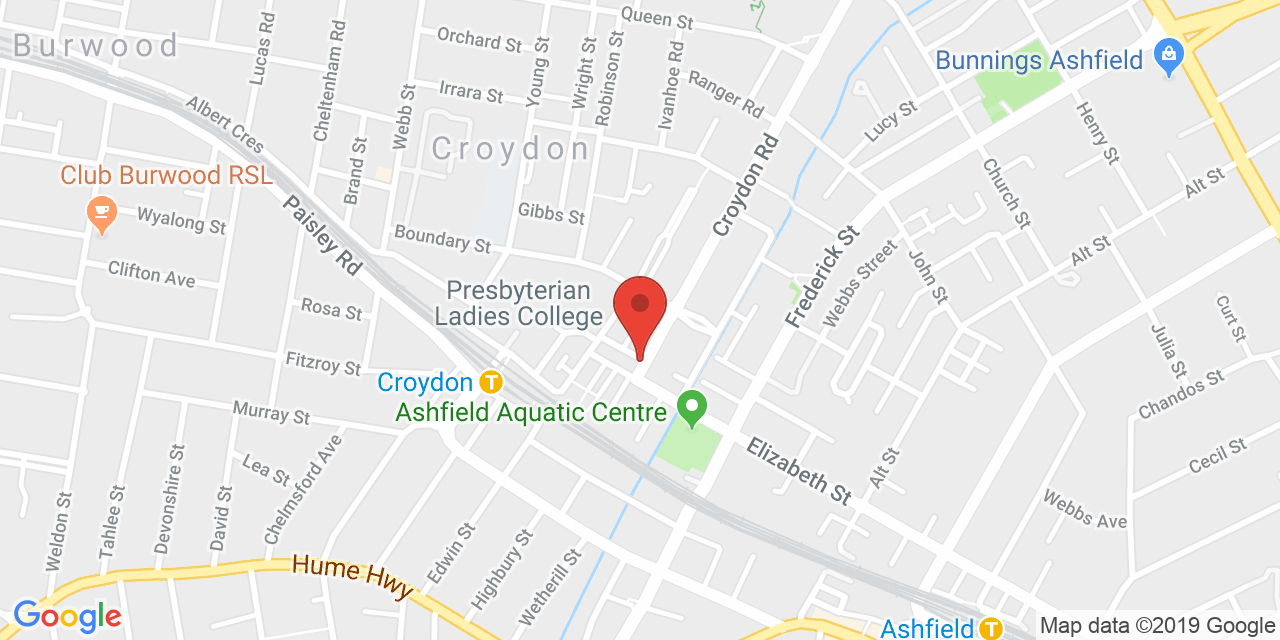 Queen St
Burwood
Orchard St
Lucas Rd
Cheltenham Rd
Young St
Wright St
Robinson St
Ivanhoe Rd
Bunnings Ashfield
Irrara St
Ranger Rd
Webb St
Albert Cres
Lucy St
Henry St
Croydon
Brand St
Croydon Rd
Club Burwood RSL
Church St
Alt St
Wyalong St
Gibbs St
Paisley Rd
Boundary St
Alt St
Frederick St
Webbs Street
John St
Clifton Ave
Presbyterian
Ladies College
Rosa St
Curt St
Julia St
Fitzroy St
Croydon
T
Chandos St
Murray St
Ashfield Aquatic Centre
Elizabeth St
Alt St
Cecil St
Lea St
Chelmsford Ave
Devonshire St
David St
Tahlee St
Weldon St
Webbs Ave
Edwin St
Highbury St
Wetherill St
Hume Hwy
Google
Ashfield
T
Map data ©2019 Google